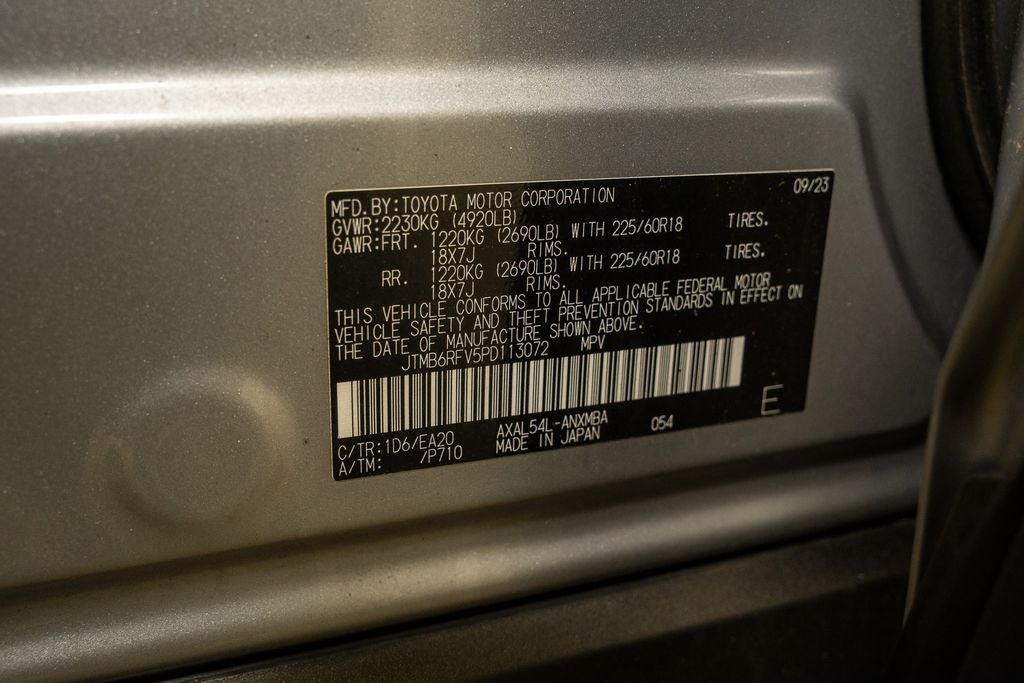 MFD.BY:TOYOTA MOTOR CORPORATION 09/23
GVWR:2230KG (4920LB)
GAWR:FRT. 1220KG (2690LB) WITH 225/60R18 TIRES.
18X7J RIMS.
RR. 1220KG (2690LB) WITH 225/60R18 TIRES.
18X7J RIMS.
THIS VEHICLE CONFORMS TO ALL APPLICABLE FEDERAL MOTOR
VEHICLE SAFETY AND THEFT PREVENTION STANDARDS IN EFFECT ON
THE DATE OF MANUFACTURE SHOWN ABOVE.
JTMB6RFV5PD113072 MPV
E
C/TR:1D6/EA20 AXAL54L-ANXMBA 054
A/TM: /P710 MADE IN JAPAN